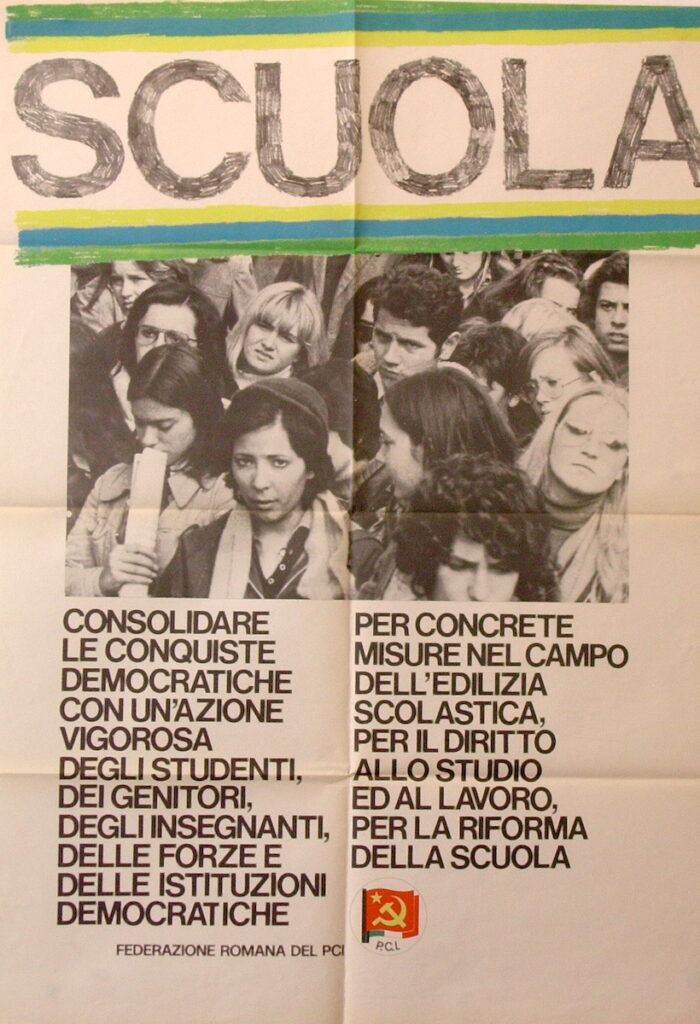 SCUOLA
CONSOLIDARE
LE CONQUISTE
DEMOCRATICHE
CON UN'AZIONE
VIGOROSA
DEGLI STUDENTI,
DEI GENITORI,
DEGLI INSEGNANTI,
DELLE FORZE E
DELLE ISTITUZIONI
DEMOCRATICHE
PER CONCRETE
MISURE NEL CAMPO
DELL'EDILIZIA
SCOLASTICA,
PER IL DIRITTO
ALLO STUDIO
ED AL LAVORO,
PER LA RIFORMA
DELLA SCUOLA
P.C.I.
FEDERAZIONE ROMANA DEL PCI